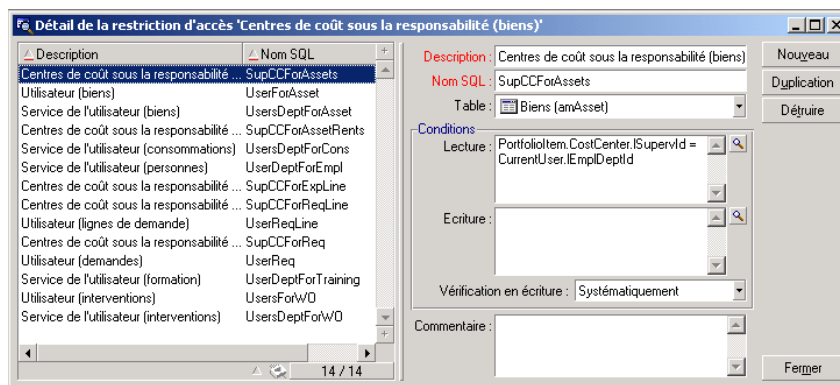 Détail de la restriction d'accès 'Centres de coût sous la responsabilité (biens)'
Description Nom SQL
Centres de coût sous la responsabilité ... SupCCForAssets
Utilisateur (biens) UserForAsset
Service de l'utilisateur (biens) UsersDeptForAsset
Centres de coût sous la responsabilité ... SupCCForAssetRents
Service de l'utilisateur (consommations) UsersDeptForCons
Service de l'utilisateur (personnes) UserDeptForEmpl
Centres de coût sous la responsabilité ... SupCCForExpLine
Centres de coût sous la responsabilité ... SupCCForReqLine
Utilisateur (lignes de demande) UserReqLine
Centres de coût sous la responsabilité ... SupCCForReq
Utilisateur (demandes) UserReq
Service de l'utilisateur (formation) UserDeptForTraining
Utilisateur (interventions) UsersForWO
Service de l'utilisateur (interventions) UsersDeptForWO
14 / 14
Description : Centres de coût sous la responsabilité (biens)
Nom SQL : SupCCForAssets
Table : Biens (amAsset)
Conditions
Lecture : PortfolioItem.CostCenter.lSupervId =
CurrentUser.lEmplDeptId
Ecriture :
Vérification en écriture : Systématiquement
Commentaire :
Nouveau
Duplication
Détruire
Fermer